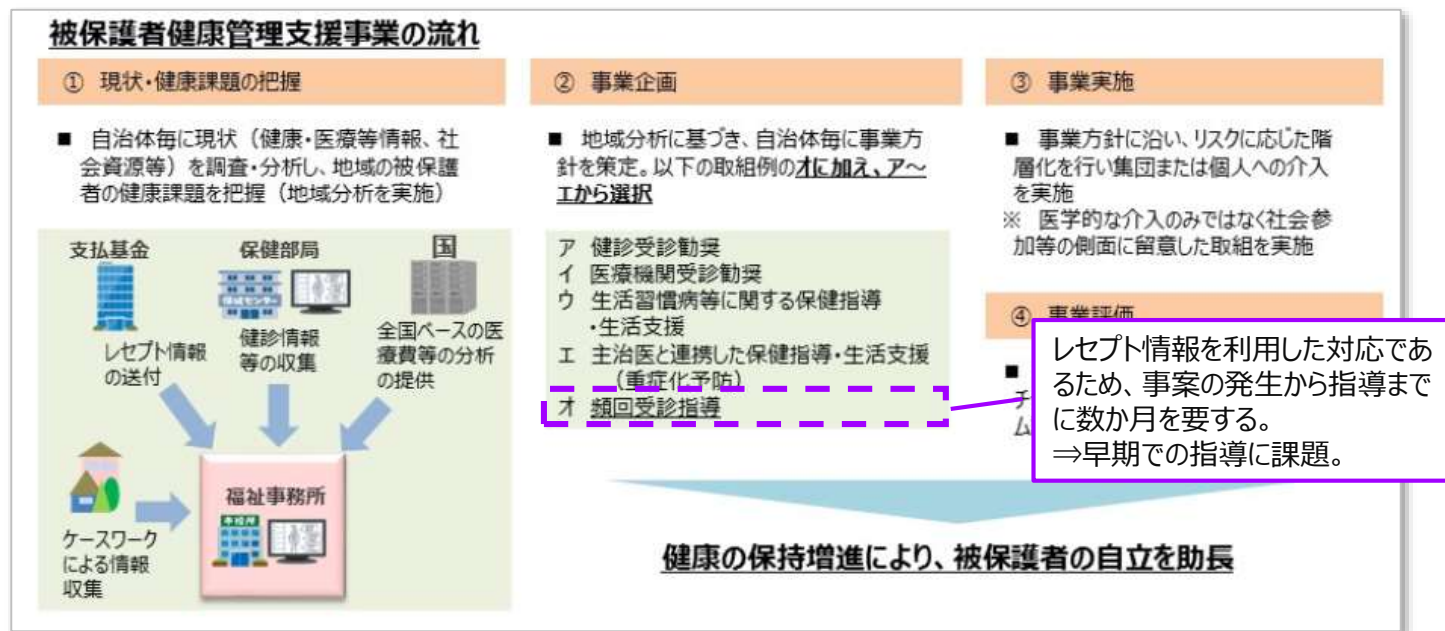 被保護者健康管理支援事業の流れ
① 現状・健康課題の把握
■ 自治体毎に現状（健康・医療等情報、社
会資源等）を調査・分析し、地域の被保護
者の健康課題を把握（地域分析を実施）
支払基金
保健部局
国
レセプト情報
の送付
健診情報
等の収集
全国ベースの医
療費等の分析
の提供
ケースワーク
による情報
収集
福祉事務所
② 事業企画
■ 地域分析に基づき、自治体毎に事業方
針を策定。以下の取組例のオに加え、ア～
エから選択
ア 健診受診勧奨
イ 医療機関受診勧奨
ウ 生活習慣病等に関する保健指導
・生活支援
エ 主治医と連携した保健指導・生活支援
（重症化予防）
オ 頻回受診指導
③ 事業実施
■ 事業方針に沿い、リスクに応じた階
層化を行い集団または個人への介入
を実施
※ 医学的な介入のみではなく社会参
加等の側面に留意した取組を実施
④ 事業評価
■
レセプト情報を利用した対応であ
るため、事案の発生から指導まで
に数か月を要する。
⇒早期での指導に課題。
健康の保持増進により、被保護者の自立を助長